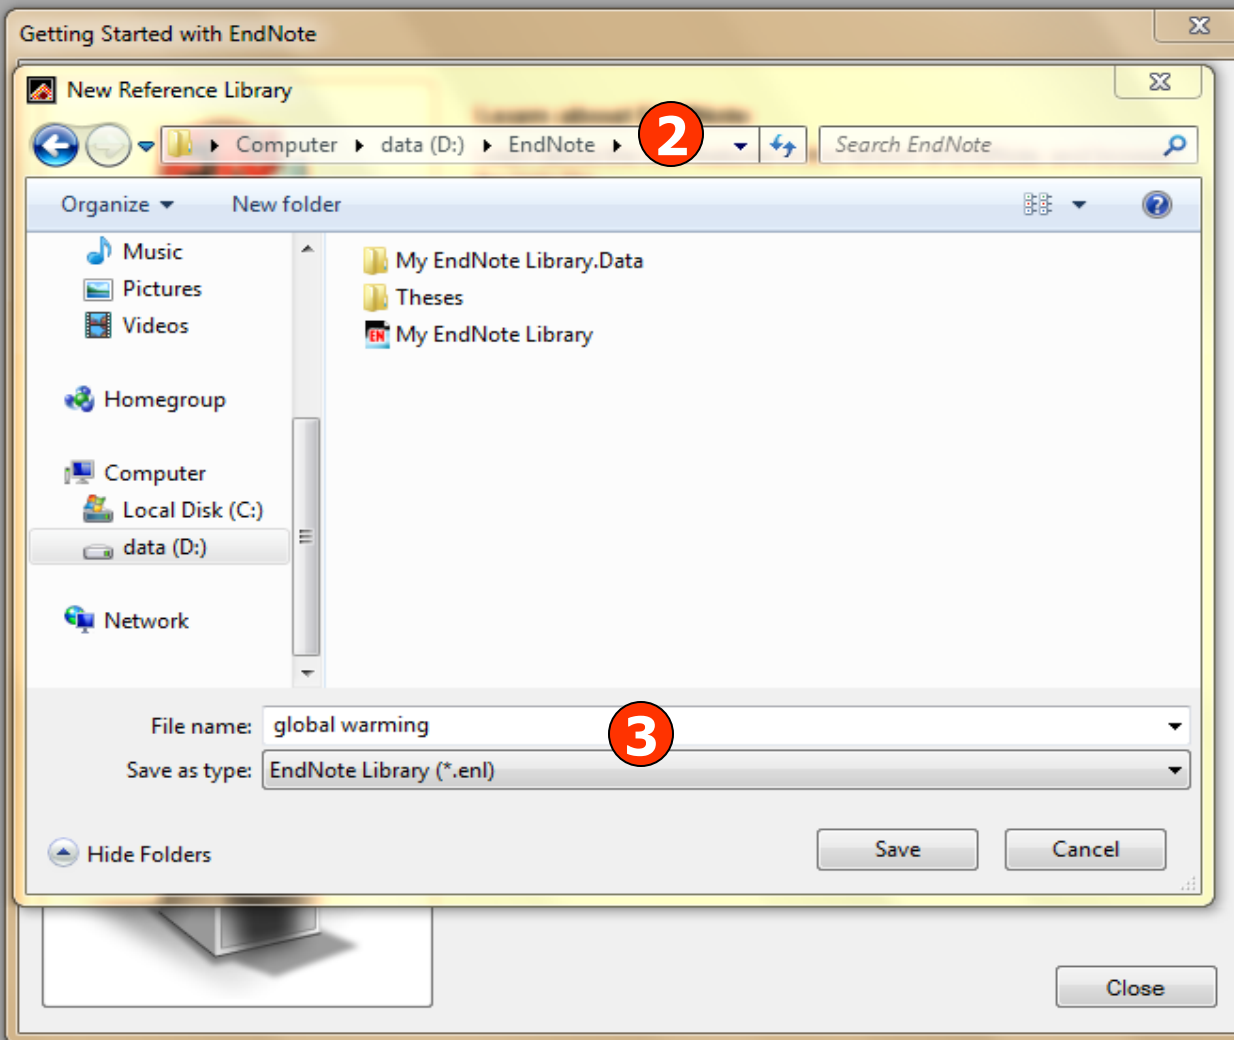 Getting Started with EndNote
New Reference Library
Computer data (D:) EndNote 2 Search EndNote
Organize New folder
Music
Pictures
Videos
Homegroup
Computer
Local Disk (C:)
data (D:)
Network
My EndNote Library.Data
Theses
EN My EndNote Library
File name: global warming
3
Save as type: EndNote Library (*.enl)
Hide Folders Save Cancel
Close